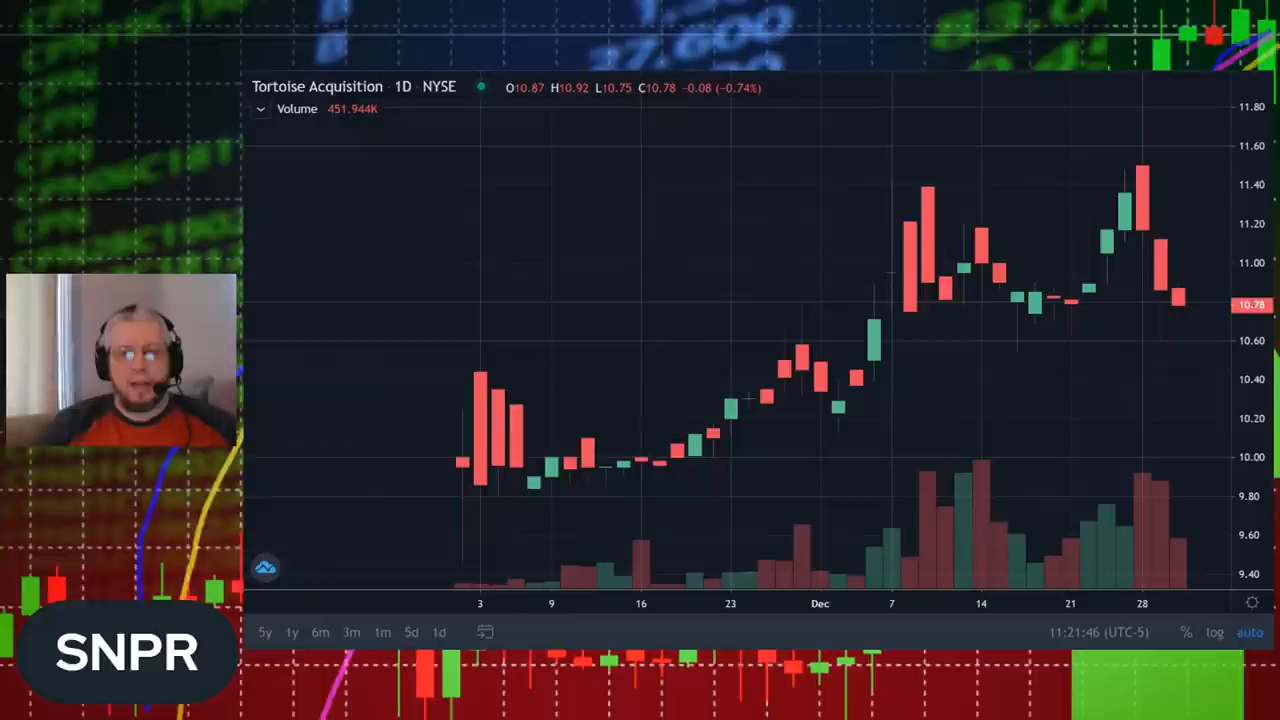 27.600
Tortoise Acquisition · 1D · NYSE O10.87 H10.92 L10.75 C10.78 -0.08 (-0.74%)
Volume 451.944K
11.80
11.60
11.40
11.20
11.00
10.78
10.60
10.40
10.20
10.00
9.80
9.60
9.40
3 9 16 23 Dec 7 14 21 28
5y 1y 6m 3m 1m 5d 1d 11:21:46 (UTC-5) % log auto
SNPR